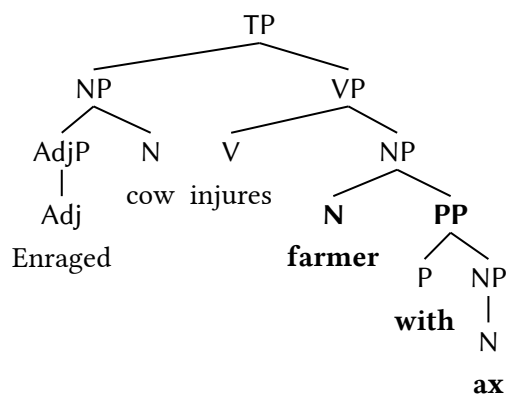 TP
NP VP
AdjP N V NP
cow injures
Adj N PP
Enraged farmer
P NP
with
N
ax